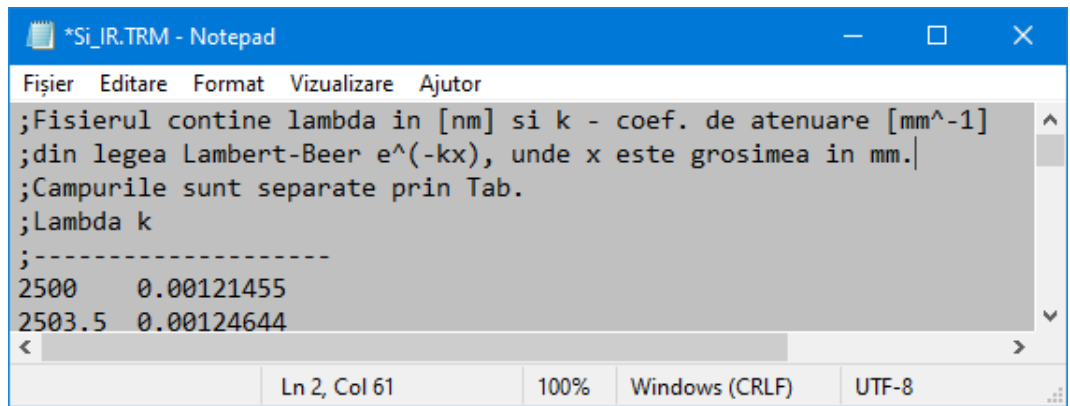 *Si_IR.TRM - Notepad
Fișier Editare Format Vizualizare Ajutor
;Fisierul contine lambda in [nm] si k - coef. de atenuare [mm^-1]
;din legea Lambert-Beer e^(-kx), unde x este grosimea in mm.
;Campurile sunt separate prin Tab.
;Lambda k
;---------------------
2500 0.00121455
2503.5 0.00124644
Ln 2, Col 61 100% Windows (CRLF) UTF-8